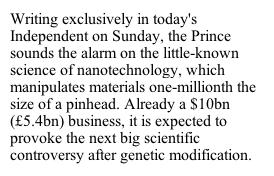 Writing exclusively in today's
Independent on Sunday, the Prince
sounds the alarm on the little-known
science of nanotechnology, which
manipulates materials one-millionth the
size of a pinhead. Already a $10bn
(£5.4bn) business, it is expected to
provoke the next big scientific
controversy after genetic modification.